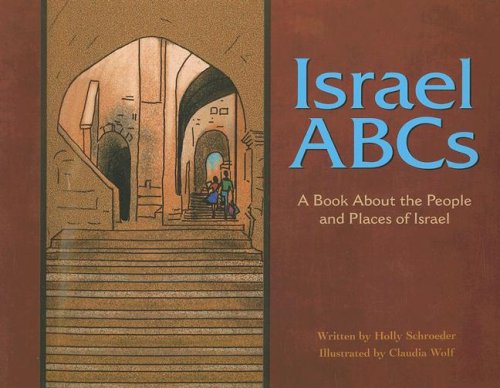 Israel
ABCs
A Book About the People
and Places of Israel
Written by Holly Schroeder
Illustrated by Claudia Wolf